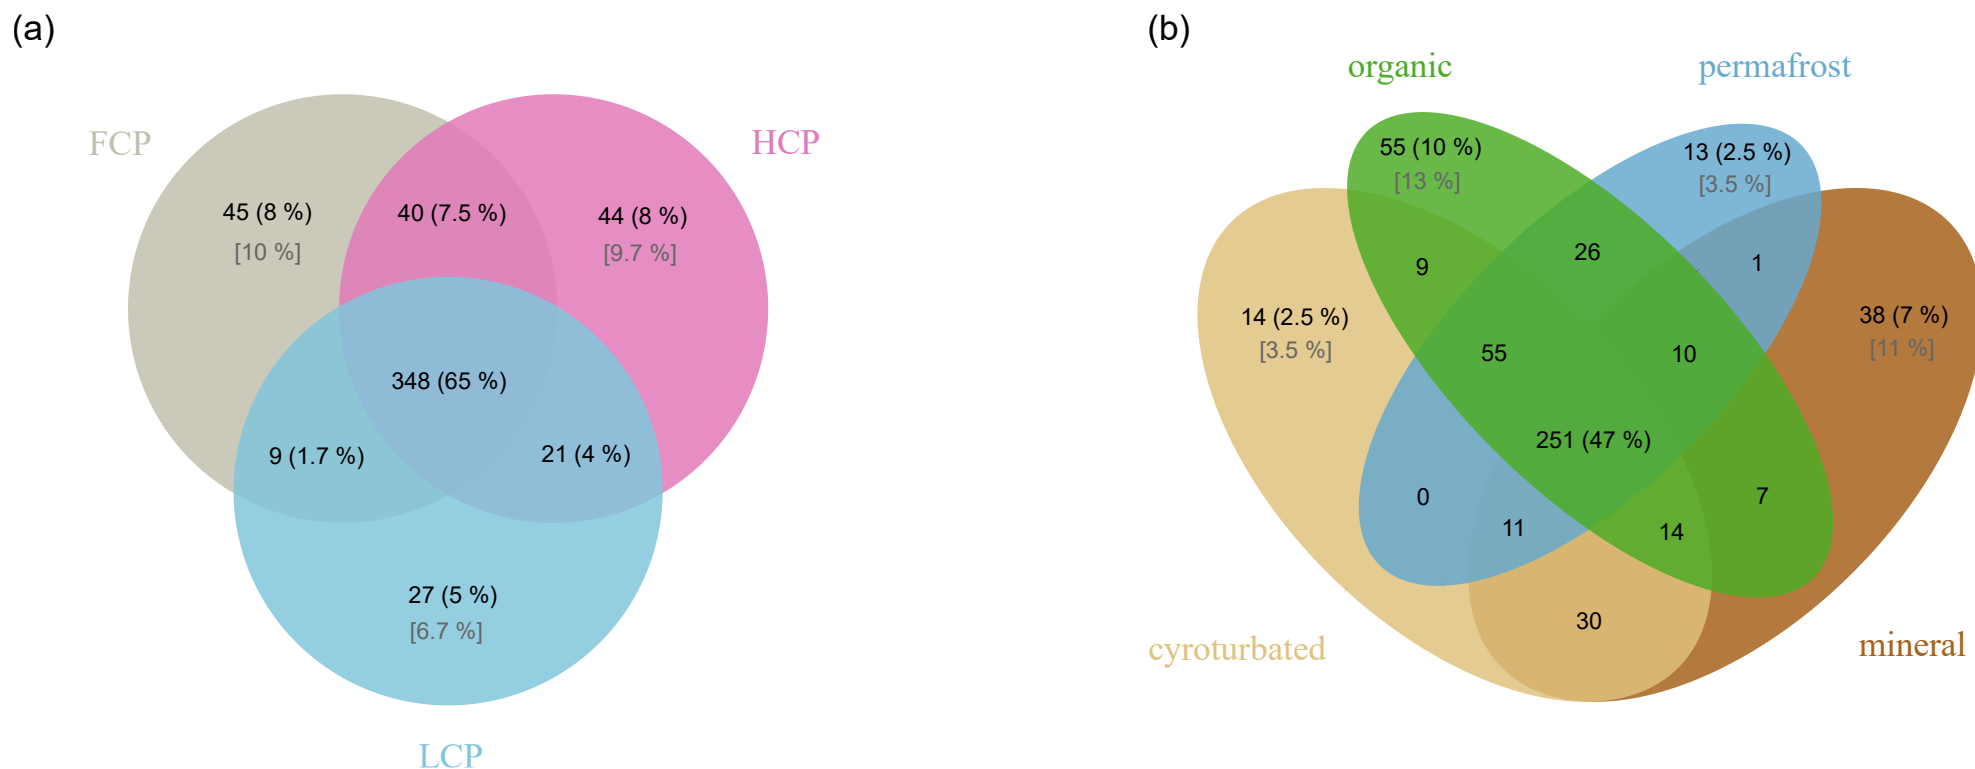 (a)
FCP
HCP
45 (8 %)
[10 %]
40 (7.5 %)
44 (8 %)
[9.7 %]
348 (65 %)
9 (1.7 %)
21 (4 %)
27 (5 %)
[6.7 %]
LCP
(b)
organic
permafrost
55 (10 %)
[13 %]
13 (2.5 %)
[3.5 %]
9
26
1
14 (2.5 %)
[3.5 %]
38 (7 %)
[11 %]
55
10
251 (47 %)
0
11
14
7
30
cyroturbated
mineral